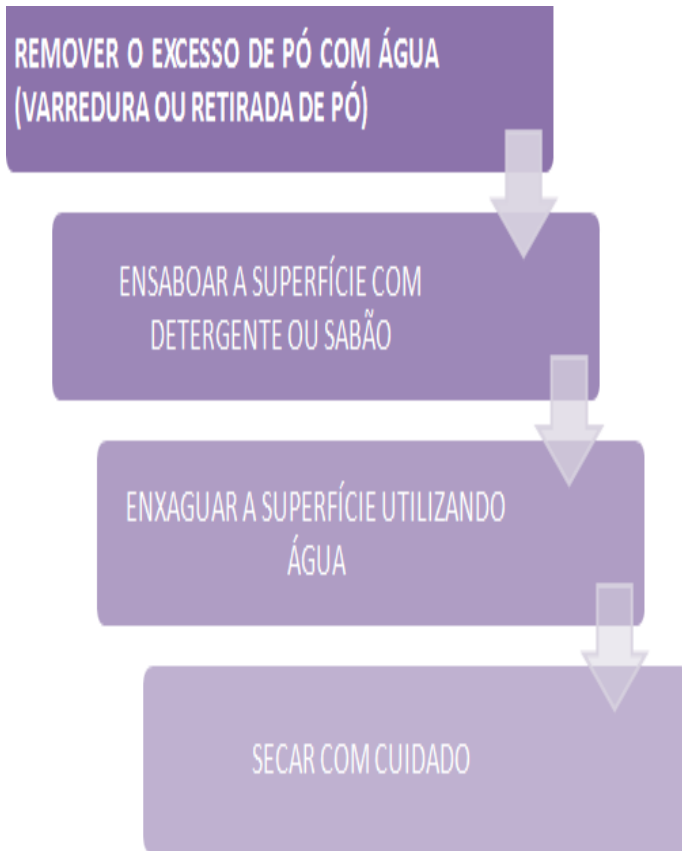 REMOVER O EXCESSO DE PÓ COM ÁGUA
(VARREDURA OU RETIRADA DE PÓ)
ENSABOAR A SUPERFÍCIE COM
DETERGENTE OU SABÃO
ENXAGUAR A SUPERFÍCIE UTILIZANDO
ÁGUA
SECAR COM CUIDADO